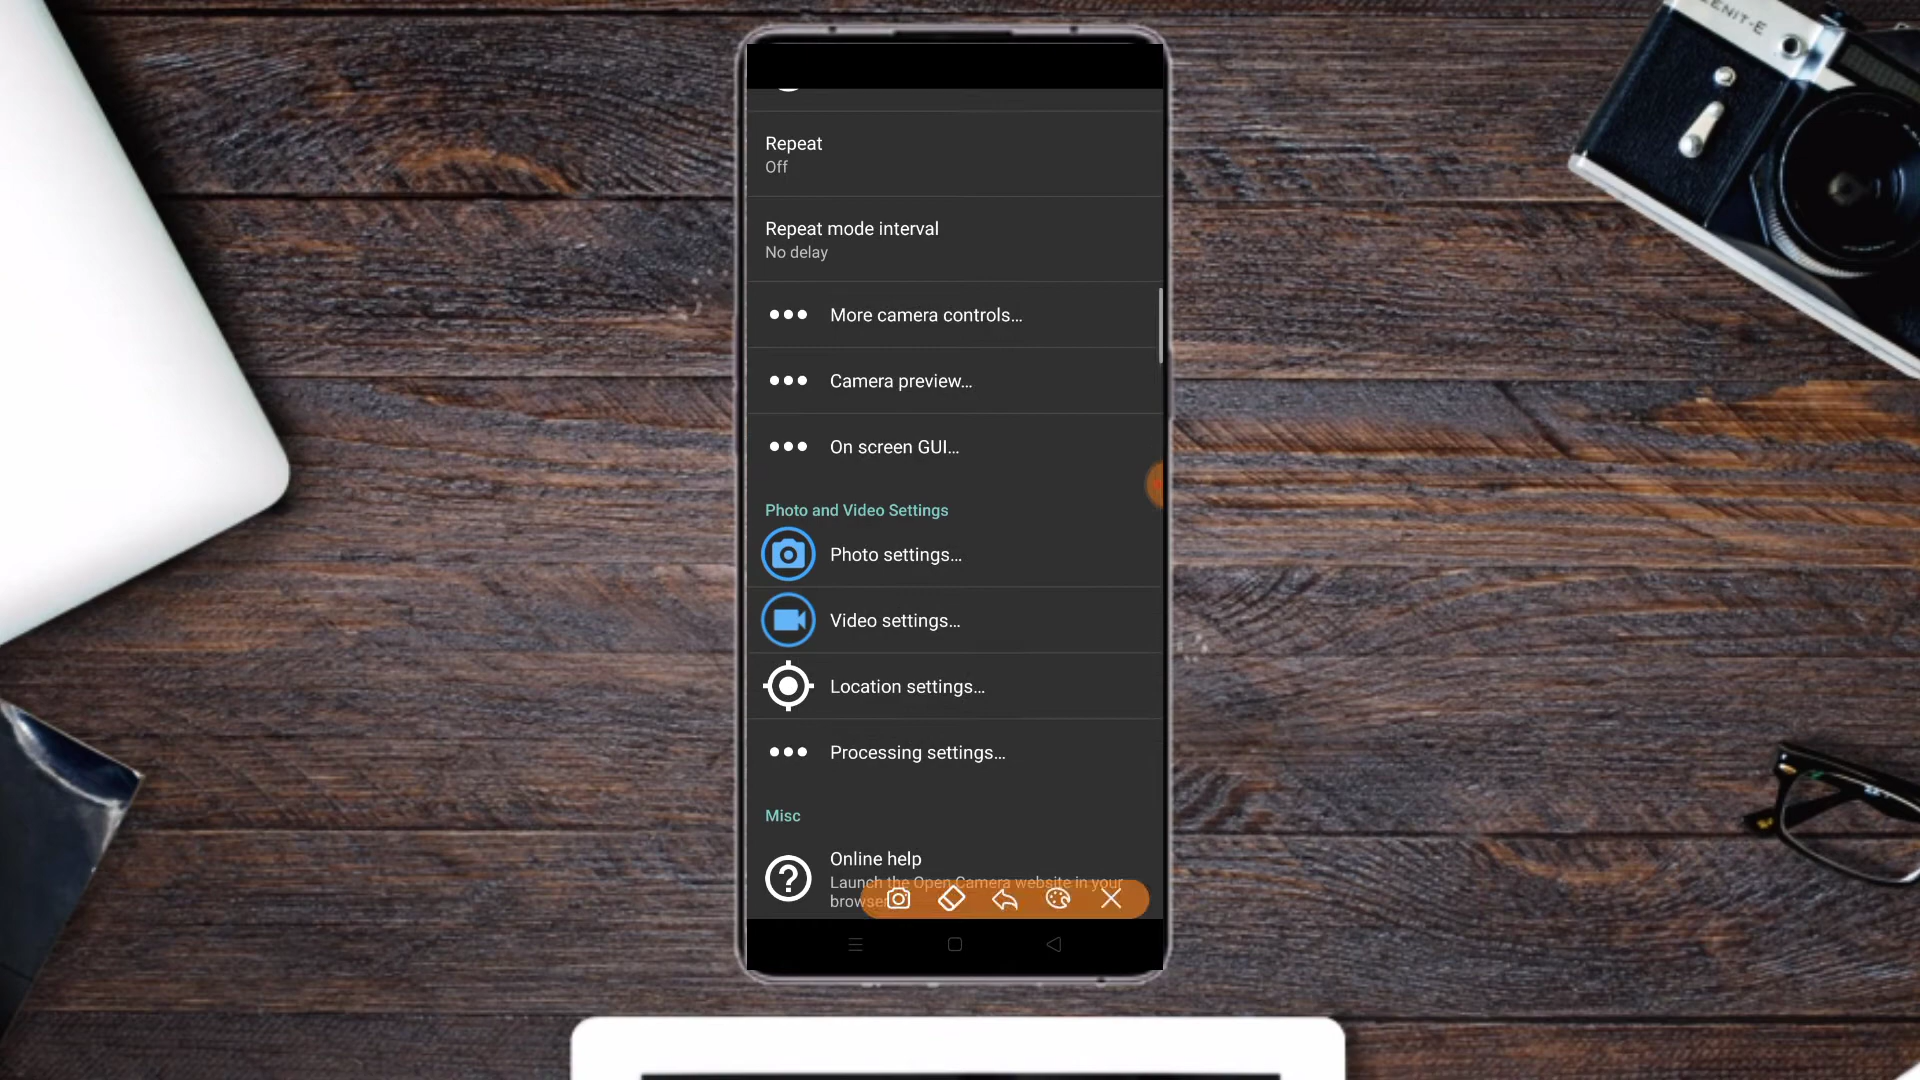 ZENIT-E
Repeat
Off
Repeat mode interval
No delay
More camera controls...
Camera preview...
On screen GUI...
Photo and Video Settings
Photo settings...
Video settings...
Location settings...
Processing settings...
Misc
Online help
Launch the Open Camera website in your
browser